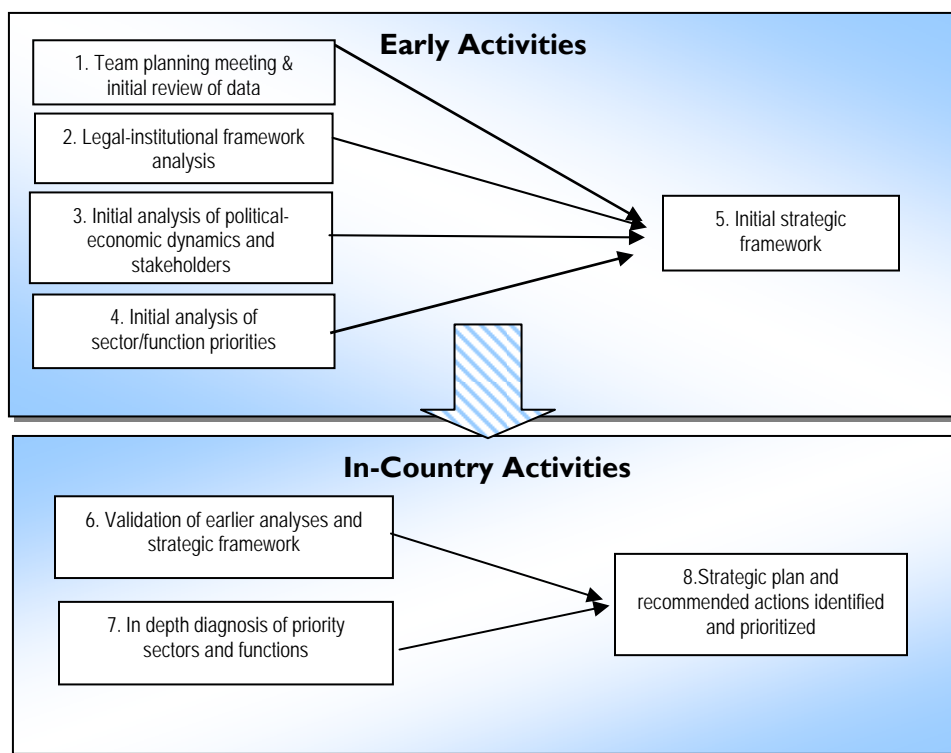 Early Activities
1. Team planning meeting &
initial review of data
2. Legal-institutional framework
analysis
3. Initial analysis of political-
economic dynamics and
stakeholders
4. Initial analysis of
sector/function priorities
5. Initial strategic
framework
In-Country Activities
6. Validation of earlier analyses and
strategic framework
7. In depth diagnosis of priority
sectors and functions
8.Strategic plan and
recommended actions identified
and prioritized